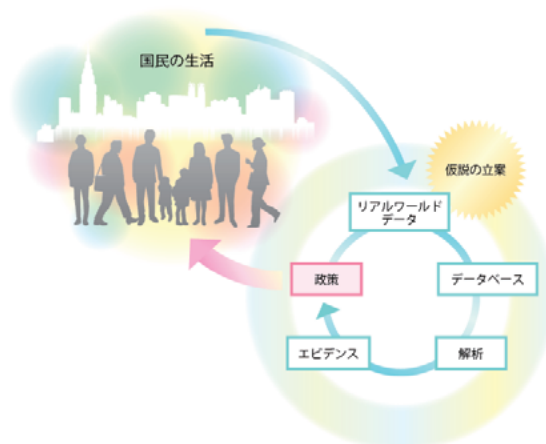 国民の生活
仮説の立案
リアルワールド
データ
政策
データベース
エビデンス
解析